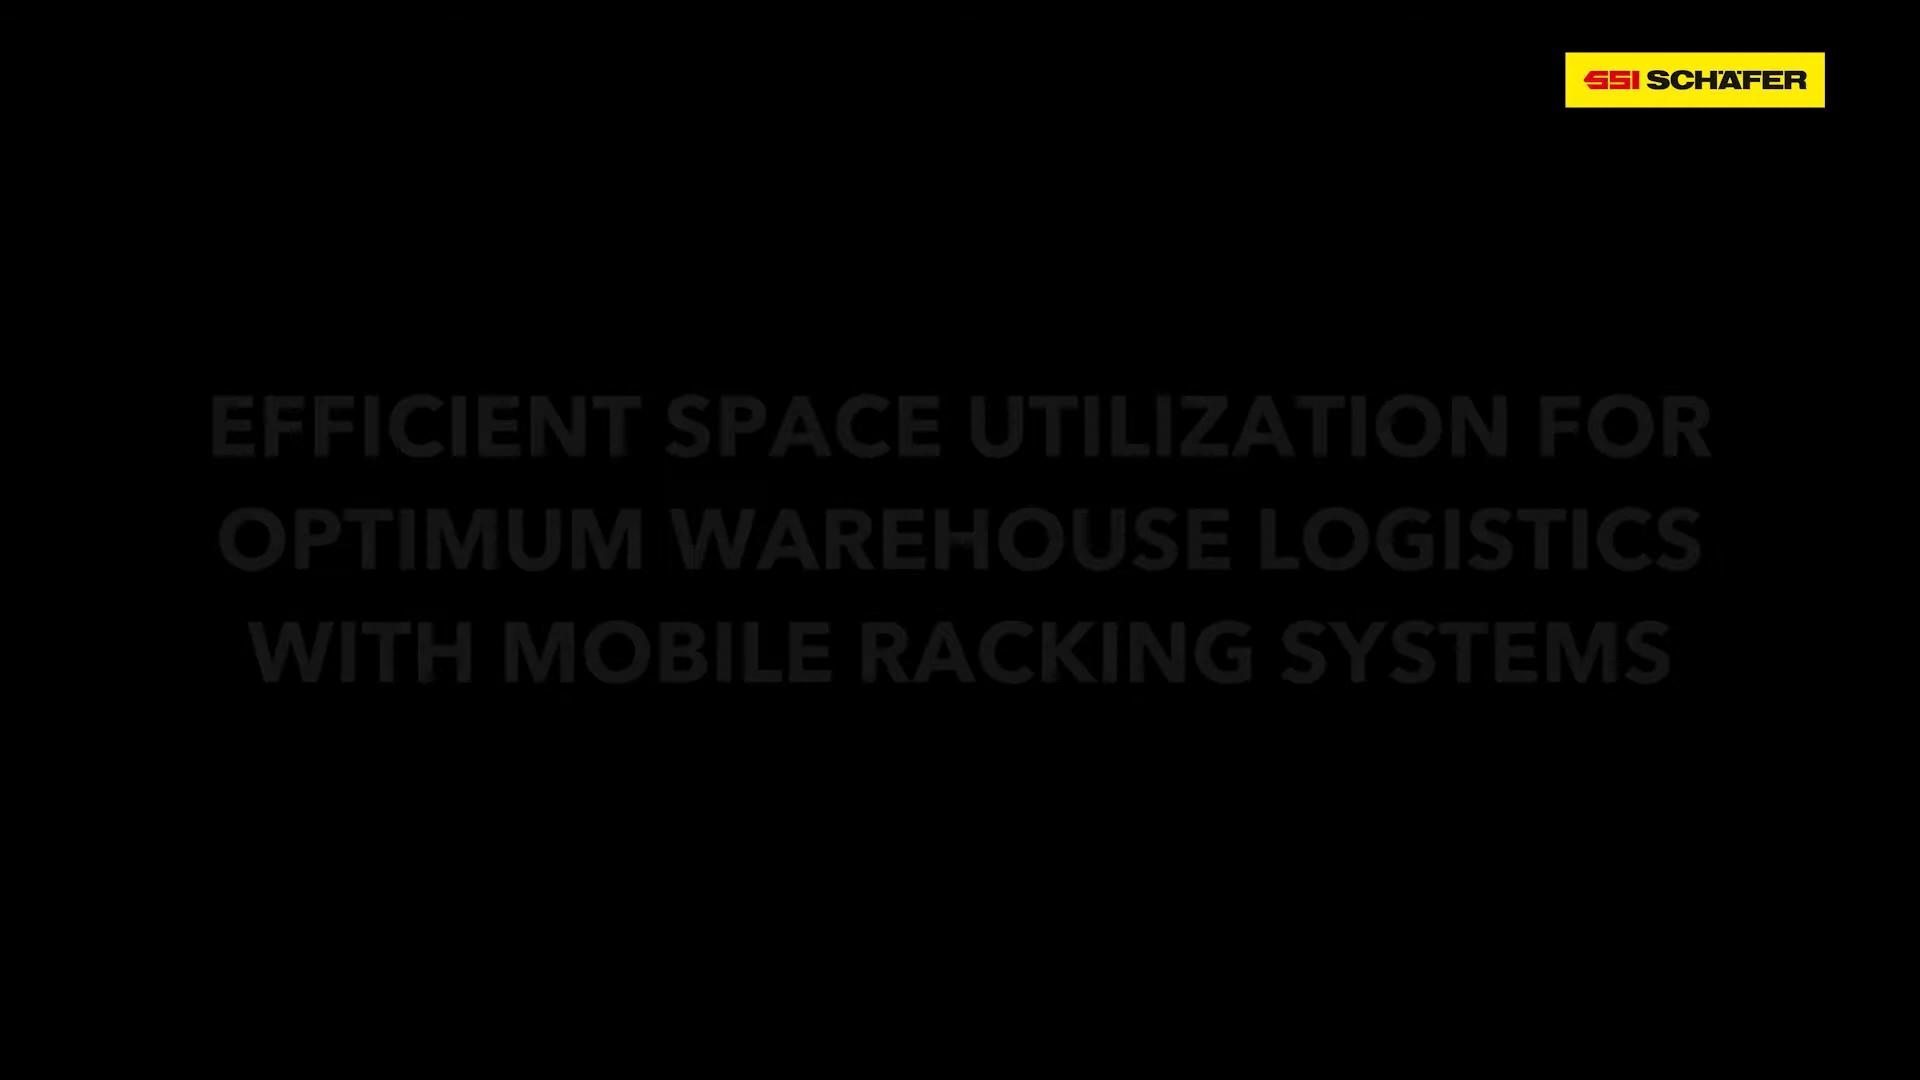 SSI SCHÄFER
EFFICIENT SPACE UTILIZATION FOR
OPTIMUM WAREHOUSE LOGISTICS
WITH MOBILE RACKING SYSTEMS